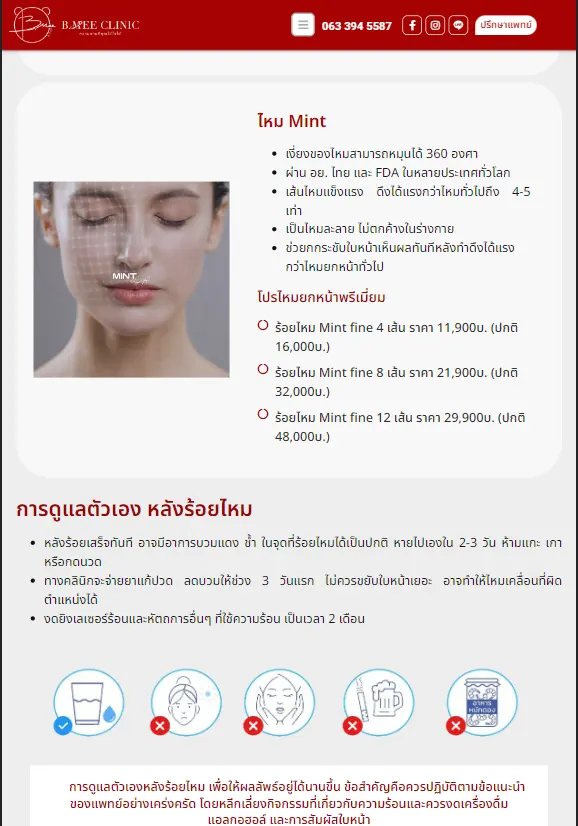 B.MEE CLINIC
063 394 5587
ปรึกษาแพทย์
ไหม Mint
เงี่ยงของไหมสามารถหมุนได้ 360 องศา
ผ่าน อย. ไทย และ FDA ในหลายประเทศทั่วโลก
เส้นไหมแข็งแรง ดึงได้แรงกว่าไหมทั่วไปถึง 4-5
เท่า
เป็นไหมละลาย ไม่ตกค้างในร่างกาย
ช่วยยกกระชับใบหน้าเห็นผลทันทีหลังทำดึงได้แรง
กว่าไหมยกหน้าทั่วไป
MINT
โปรไหมยกหน้าพรีเมี่ยม
ร้อยไหม Mint fine 4 เส้น ราคา 11,900บ. (ปกติ
16,000บ.)
ร้อยไหม Mint fine 8 เส้น ราคา 21,900บ. (ปกติ
32,000บ.)
ร้อยไหม Mint fine 12 เส้น ราคา 29,900บ. (ปกติ
48,000บ.)
การดูแลตัวเอง หลังร้อยไหม
หลังร้อยเสร็จทันที อาจมีอาการบวมแดง ช้ำ ในจุดที่ร้อยไหมได้เป็นปกติ หายไปเองใน 2-3 วัน ห้ามแกะ เกา
หรือกดนวด
ทางคลินิกจะจ่ายยาแก้ปวด ลดบวมให้ช่วง 3 วันแรก ไม่ควรขยับใบหน้าเยอะ อาจทำให้ไหมเคลื่อนที่ผิด
ตำแหน่งได้
งดยิงเลเซอร์ร้อนและหัตถการอื่นๆ ที่ใช้ความร้อน เป็นเวลา 2 เดือน
อาหาร
หมักดอง
การดูแลตัวเองหลังร้อยไหม เพื่อให้ผลลัพธ์อยู่ได้นานขึ้น ข้อสำคัญคือควรปฏิบัติตามข้อแนะนำ
ของแพทย์อย่างเคร่งครัด โดยหลีกเลี่ยงกิจกรรมที่เกี่ยวกับความร้อนและควรงดเครื่องดื่ม
แอลกอฮอล์ และการสัมผัสใบหน้า